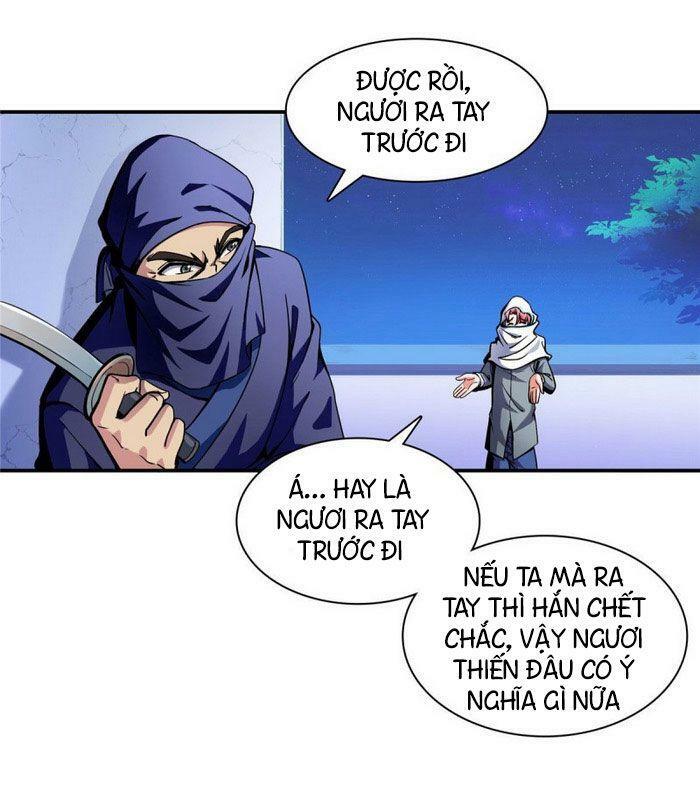 ĐƯỢC RỒI,
NGƯƠI RA TAY
TRƯỚC ĐI
Á... HAY LÀ
NGƯƠI RA TAY
TRƯỚC ĐI
NẾU TA MÀ RA
TAY THÌ HẮN CHẾT
CHẮC, VẬY NGƯƠI
THIẾN ĐÂU CÓ Ý
NGHĨA GÌ NỮA